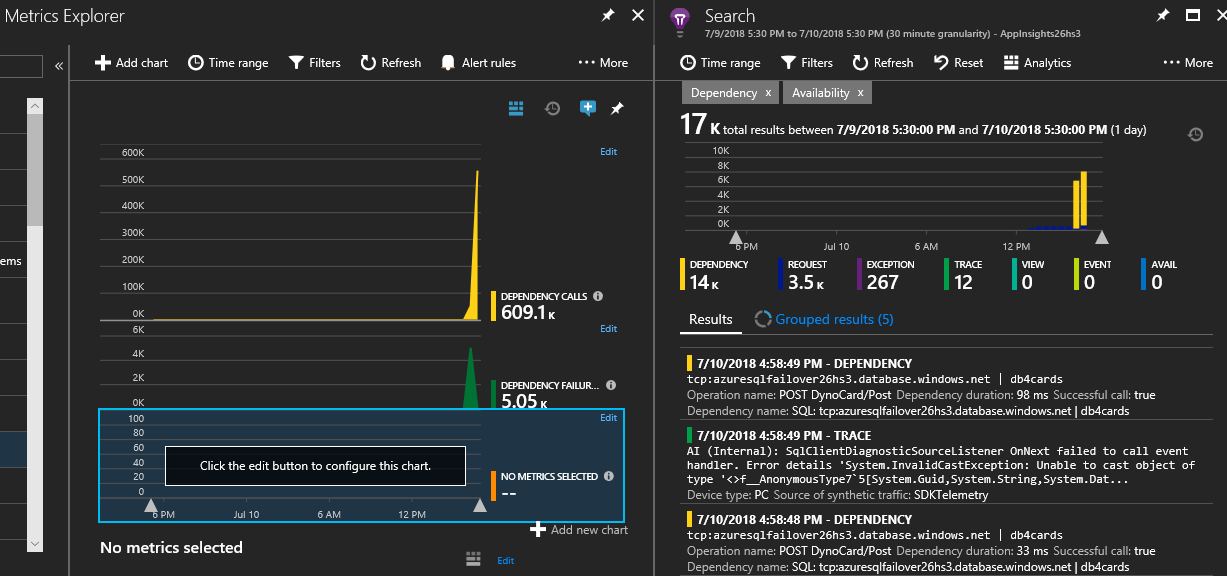 Metrics Explorer
«
Add chart
Time range
Filters
Refresh
Alert rules
··· More
ems
600K
Edit
500K
400K
300K
200K
100K
0K
DEPENDENCY CALLS
609.1 K
6K
Edit
4K
2K
0K
DEPENDENCY FAILUR...
5.05 K
100
Edit
80
60
40
20
0
Click the edit button to configure this chart.
NO METRICS SELECTED
--
6 PM
Jul 10
6 AM
12 PM
Add new chart
No metrics selected
Edit
Search
7/9/2018 5:30 PM to 7/10/2018 5:30 PM (30 minute granularity) - AppInsights26hs3
Time range
Filters
Refresh
Reset
Analytics
··· More
Dependency x
Availability x
17 K total results between 7/9/2018 5:30:00 PM and 7/10/2018 5:30:00 PM (1 day)
10K
8K
6K
4K
2K
0K
6 PM
Jul 10
6 AM
12 PM
DEPENDENCY
14 K
REQUEST
3.5 K
EXCEPTION
267
TRACE
12
VIEW
0
EVENT
0
AVAIL
0
Results
Grouped results (5)
7/10/2018 4:58:49 PM - DEPENDENCY
tcp:azuresqlfailover26hs3.database.windows.net | db4cards
Operation name: POST DynoCard/Post Dependency duration: 98 ms Successful call: true
Dependency name: SQL: tcp:azuresqlfailover26hs3.database.windows.net | db4cards
7/10/2018 4:58:49 PM - TRACE
AI (Internal): SqlClientDiagnosticSourceListener OnNext failed to call event
handler. Error details 'System.InvalidCastException: Unable to cast object of
type '<>f__AnonymousType7`5[System.Guid,System.String,System.Dat...
Device type: PC Source of synthetic traffic: SDKTelemetry
7/10/2018 4:58:48 PM - DEPENDENCY
tcp:azuresqlfailover26hs3.database.windows.net | db4cards
Operation name: POST DynoCard/Post Dependency duration: 33 ms Successful call: true
Dependency name: SQL: tcp:azuresqlfailover26hs3.database.windows.net | db4cards